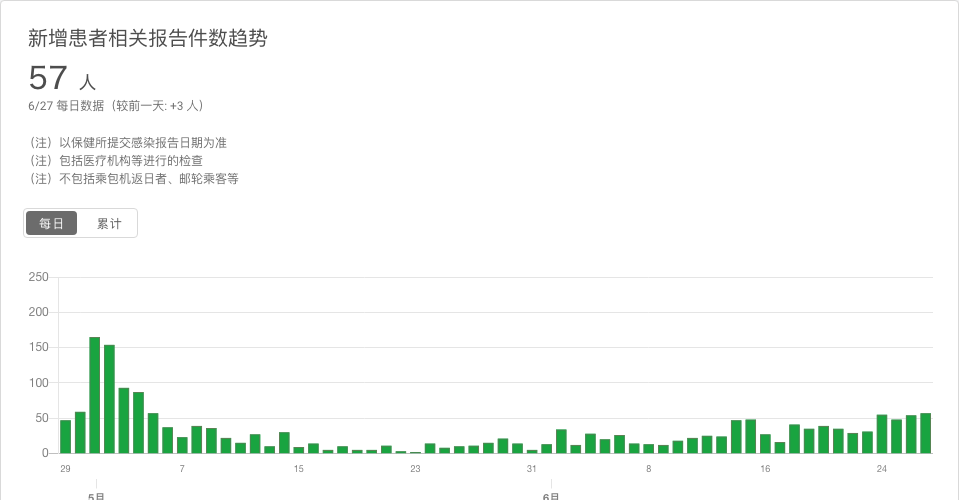 新增患者相关报告件数趋势
57 人
6/27 每日数据（较前一天: +3 人）
（注）以保健所提交感染报告日期为准
（注）包括医疗机构等进行的检查
（注）不包括乘包机返日者、邮轮乘客等
每日 累计
250
200
150
100
50
0
29 7 15 23 31 8 16 24
5月 6月